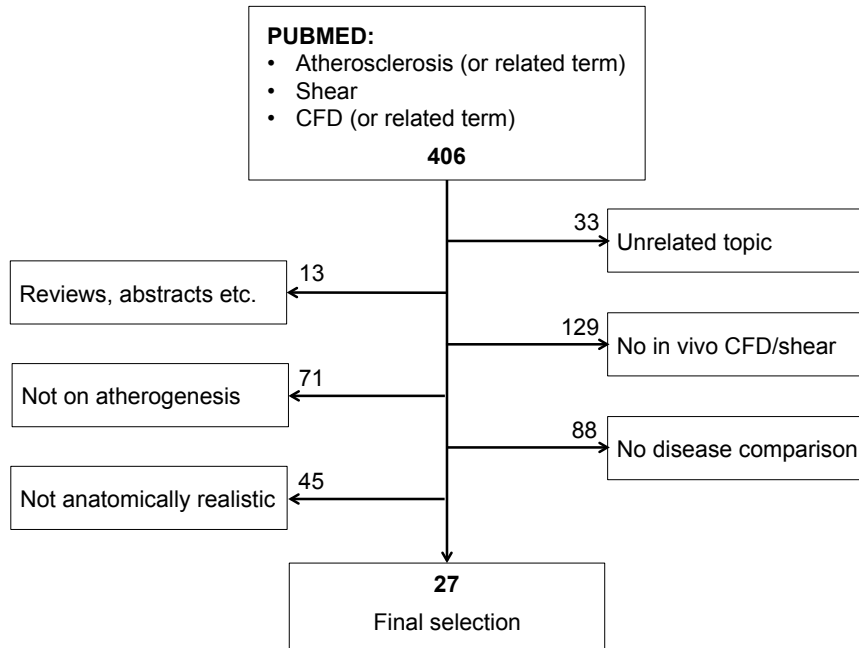 PUBMED:
• Atherosclerosis (or related term)
• Shear
• CFD (or related term)
406
33
Unrelated topic
13
Reviews, abstracts etc.
129
No in vivo CFD/shear
71
Not on atherogenesis
88
No disease comparison
45
Not anatomically realistic
27
Final selection